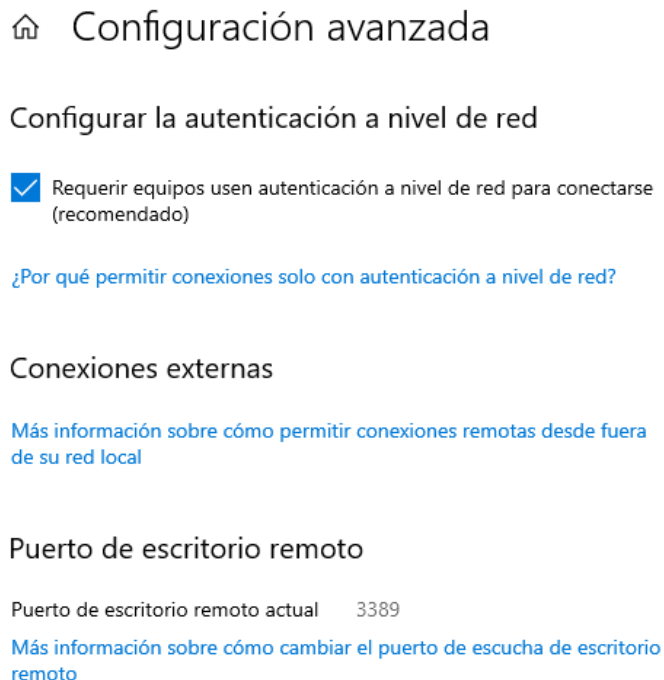 Configuración avanzada
Configurar la autenticación a nivel de red
Requerir equipos usen autenticación a nivel de red para conectarse
(recomendado)
¿Por qué permitir conexiones solo con autenticación a nivel de red?
Conexiones externas
Más información sobre cómo permitir conexiones remotas desde fuera
de su red local
Puerto de escritorio remoto
Puerto de escritorio remoto actual 3389
Más información sobre cómo cambiar el puerto de escucha de escritorio
remoto